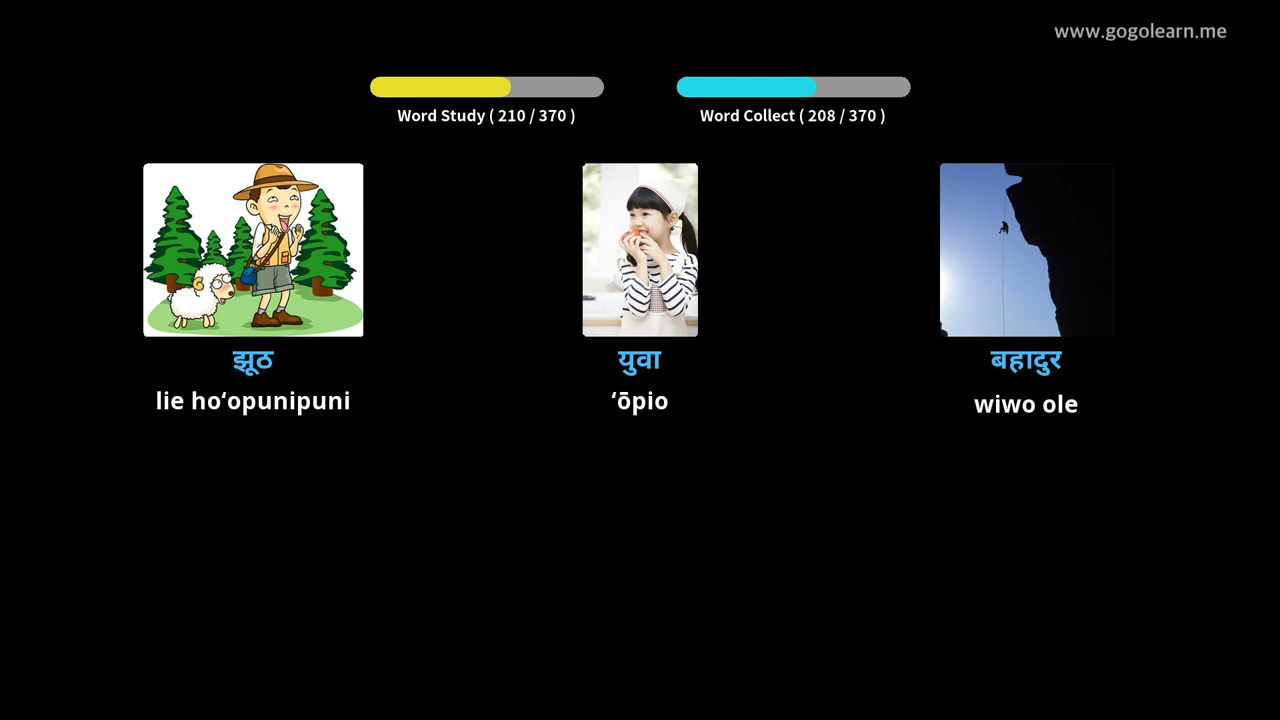 www.gogolearn.me
Word Study ( 210 / 370 )
Word Collect ( 208 / 370 )
झूठ
युवा
बहादुर
lie hoʻopunipuni
ʻōpio
wiwo ole